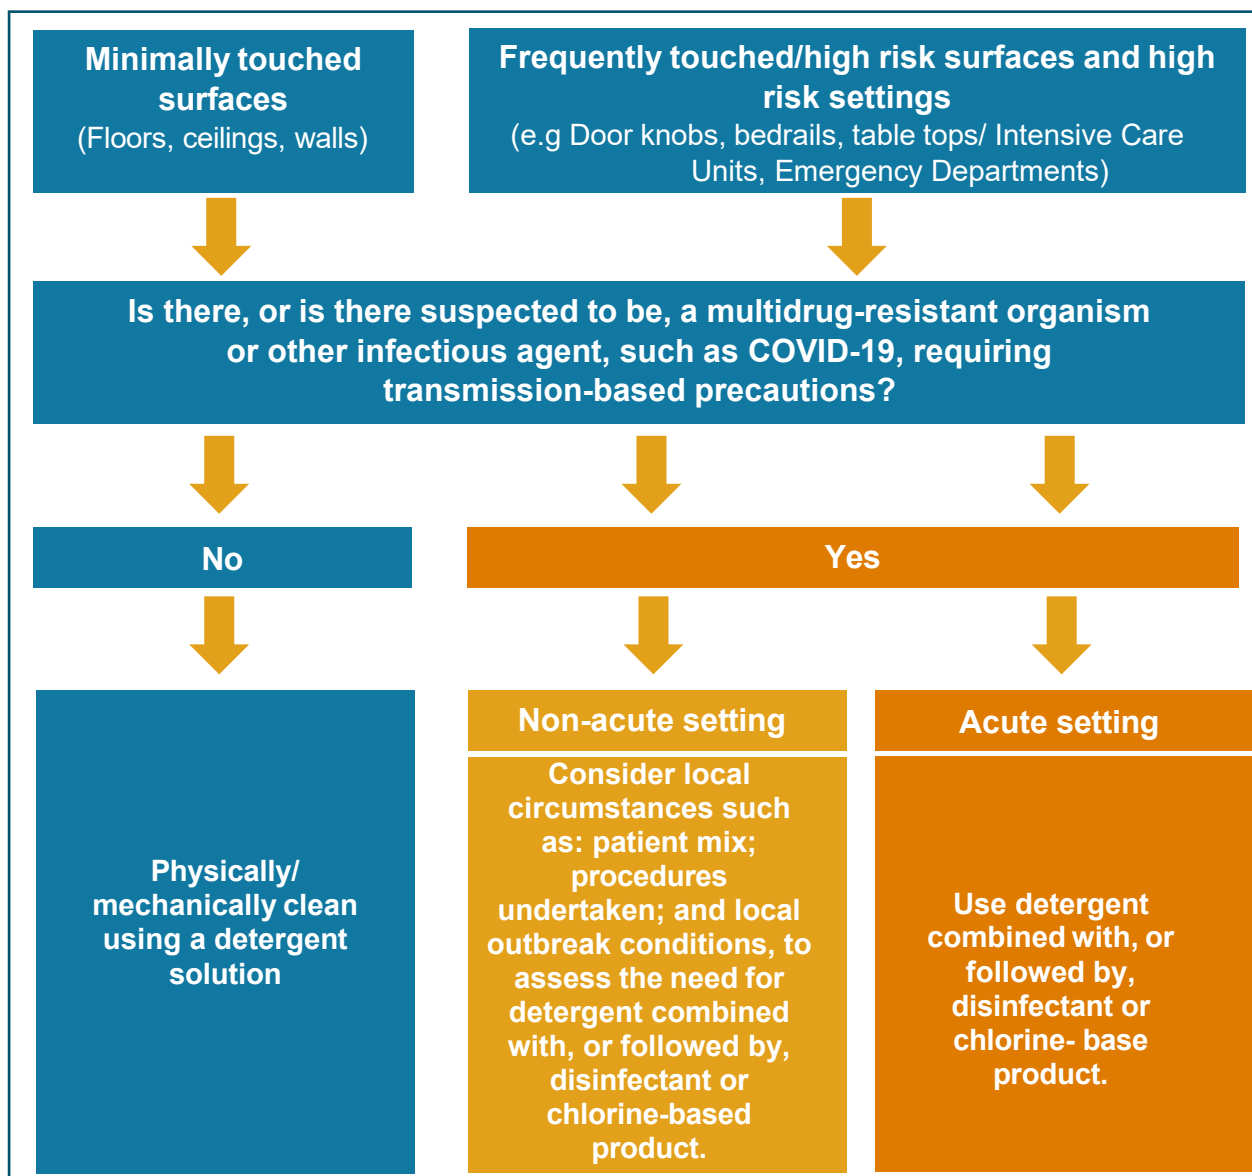 Minimally touched
surfaces
(Floors, ceilings, walls)
Frequently touched/high risk surfaces and high
risk settings
(e.g Door knobs, bedrails, table tops/ Intensive Care
Units, Emergency Departments)
Is there, or is there suspected to be, a multidrug-resistant organism
or other infectious agent, such as COVID-19, requiring
transmission-based precautions?
No
Yes
Physically/
mechanically clean
using a detergent
solution
Non-acute setting
Consider local
circumstances such
as: patient mix;
procedures
undertaken; and local
outbreak conditions, to
assess the need for
detergent combined
with, or followed by,
disinfectant or
chlorine-based
product.
Acute setting
Use detergent
combined with, or
followed by,
disinfectant or
chlorine- base
product.